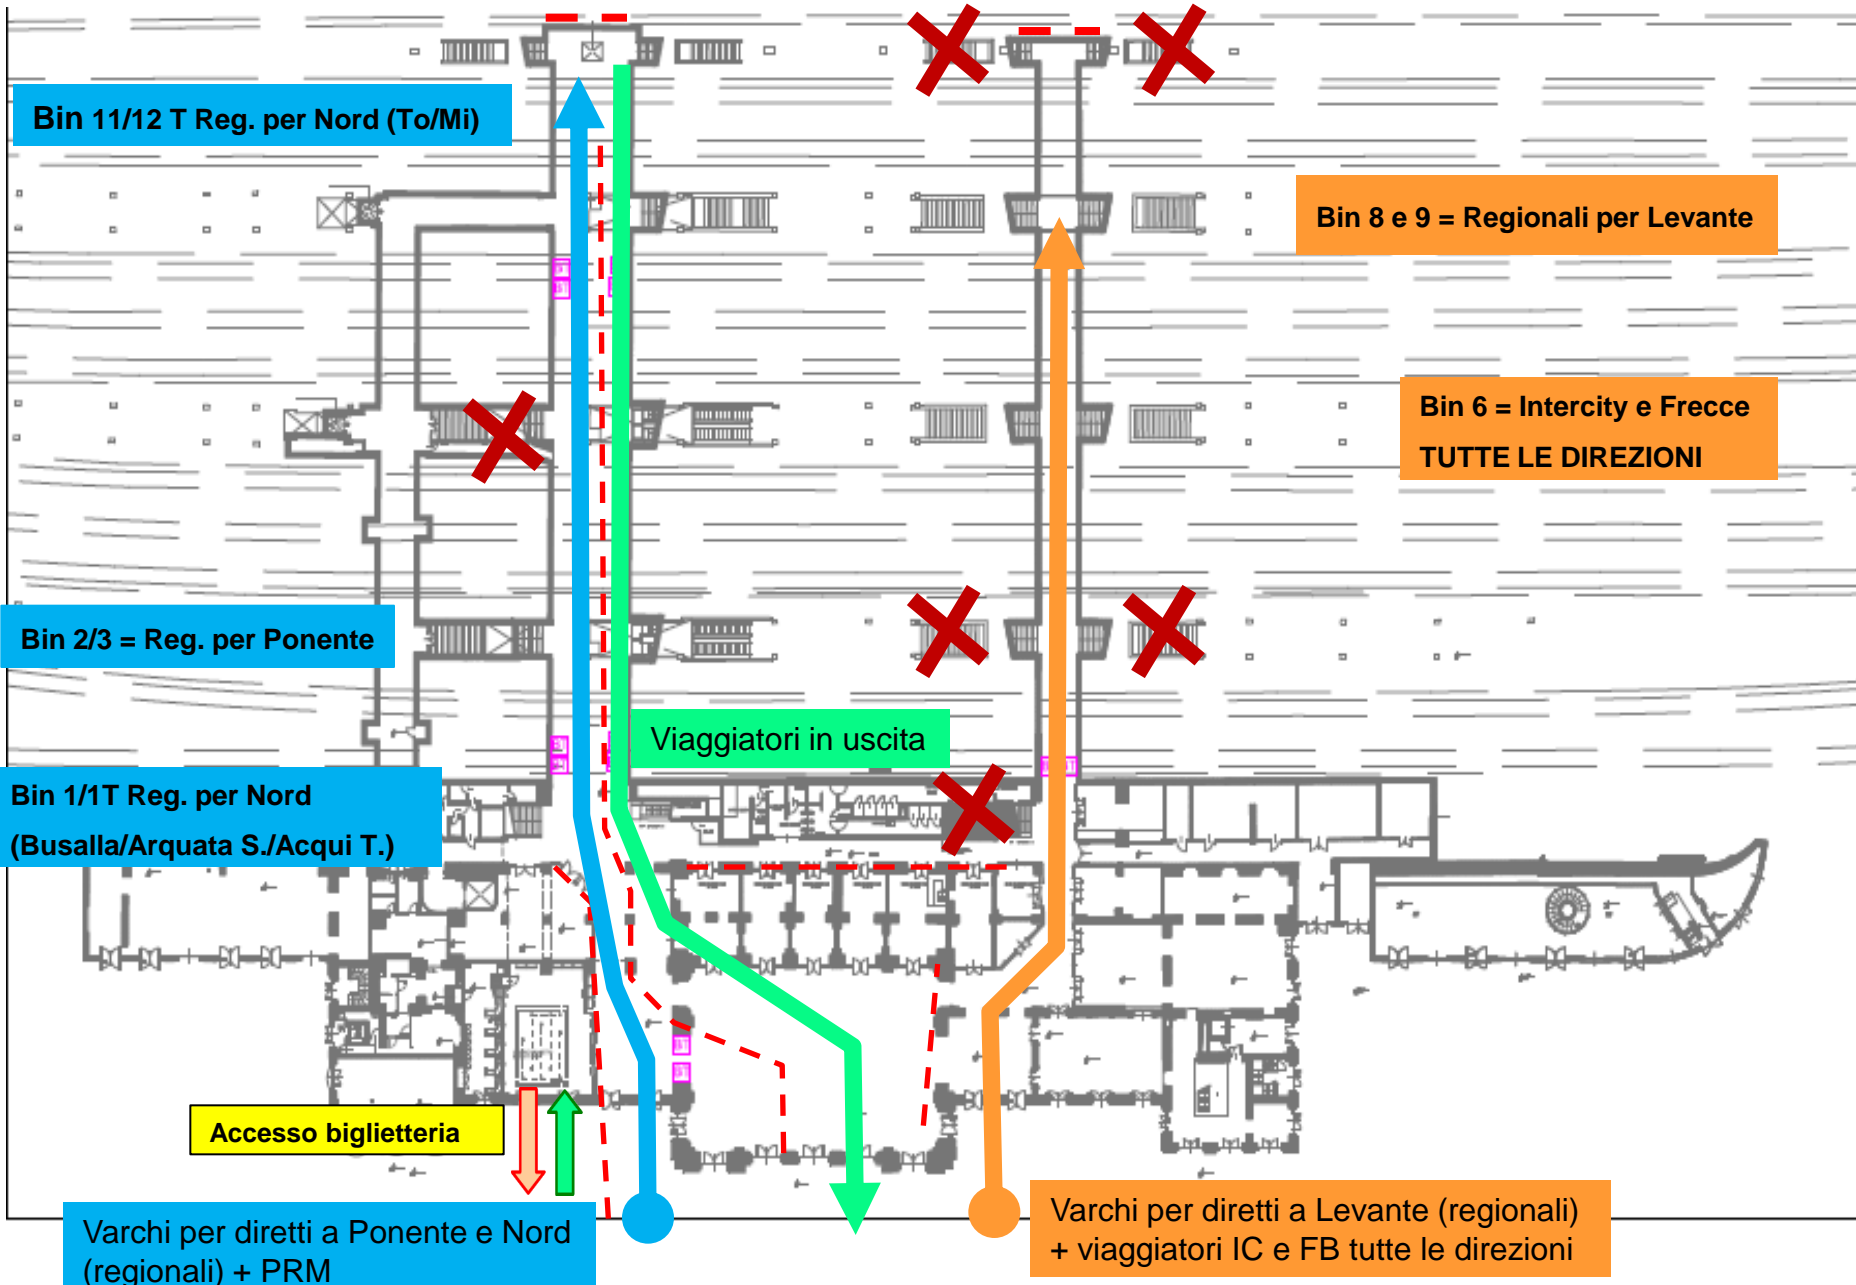 Bin 11/12 T Reg. per Nord (To/Mi)
Bin 8 e 9 = Regionali per Levante
Bin 6 = Intercity e Frecce
TUTTE LE DIREZIONI
Bin 2/3 = Reg. per Ponente
Viaggiatori in uscita
Bin 1/1T Reg. per Nord
(Busalla/Arquata S./Acqui T.)
Accesso biglietteria
Varchi per diretti a Ponente e Nord
(regionali) + PRM
Varchi per diretti a Levante (regionali)
+ viaggiatori IC e FB tutte le direzioni